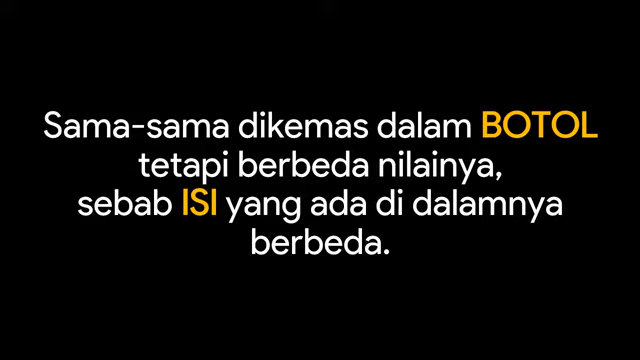 Sama-sama dikemas dalam BOTOL
tetapi berbeda nilainya,
sebab ISI yang ada di dalamnya
berbeda.